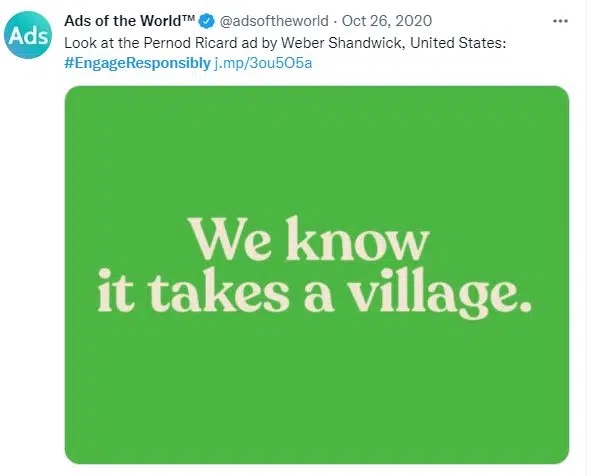 Ads
Ads of the World™ @adsoftheworld · Oct 26, 2020
Look at the Pernod Ricard ad by Weber Shandwick, United States:
#EngageResponsibly j.mp/3ou5O5a
We know
it takes a village.